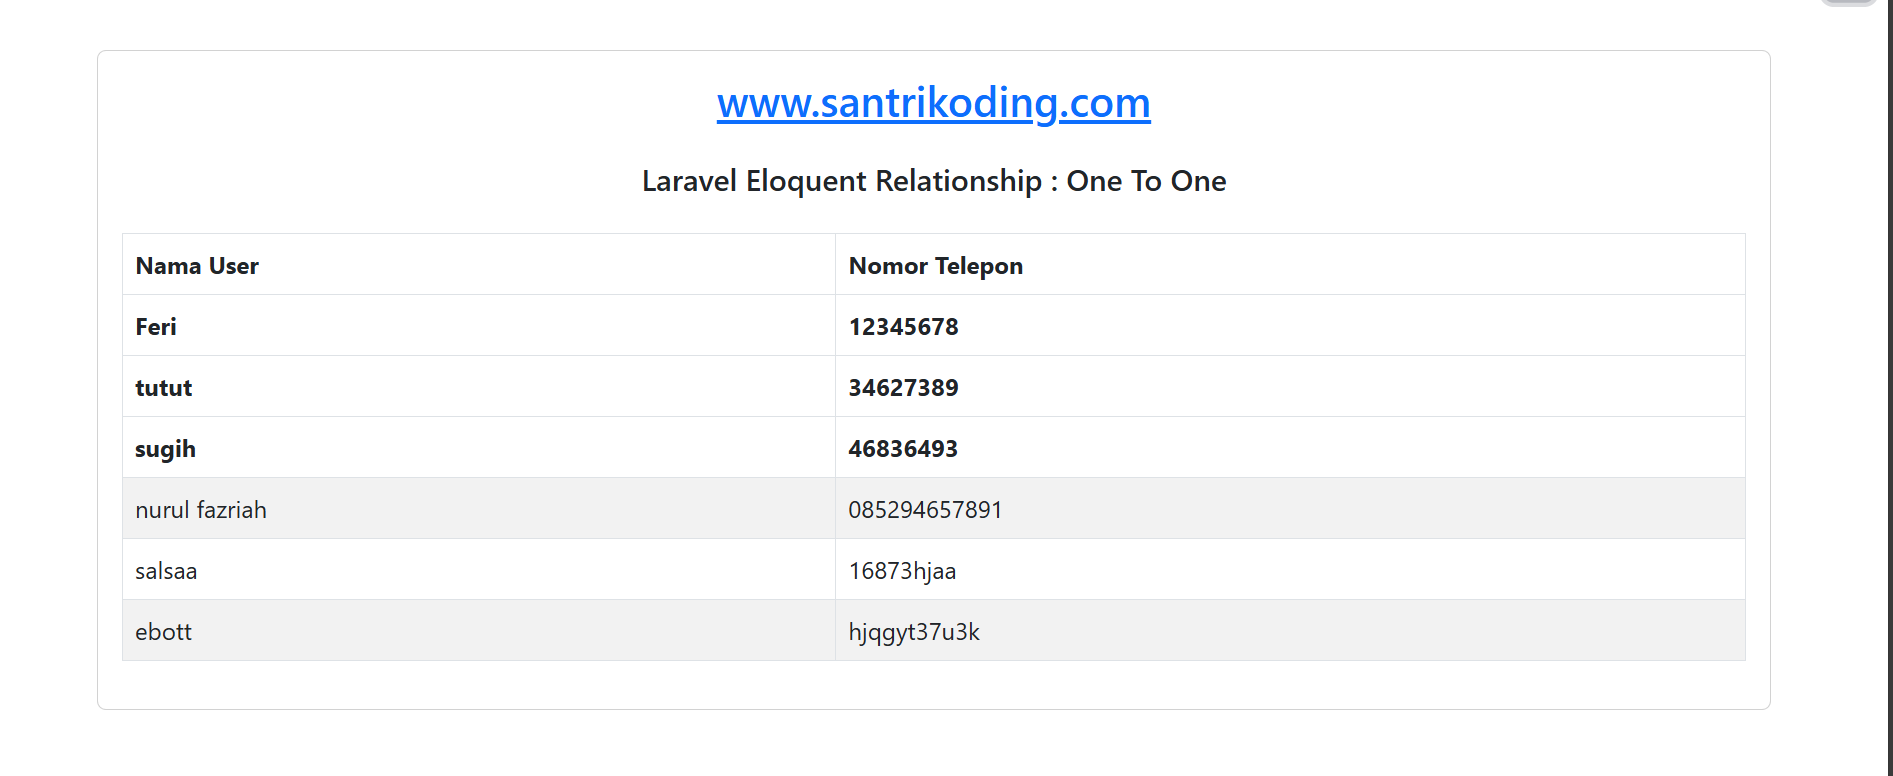 www.santrikoding.com
Laravel Eloquent Relationship : One To One
Nama User Nomor Telepon
Feri 12345678
tutut 34627389
sugih 46836493
nurul fazriah 085294657891
salsaa 16873hjaa
ebott hjqgyt37u3k